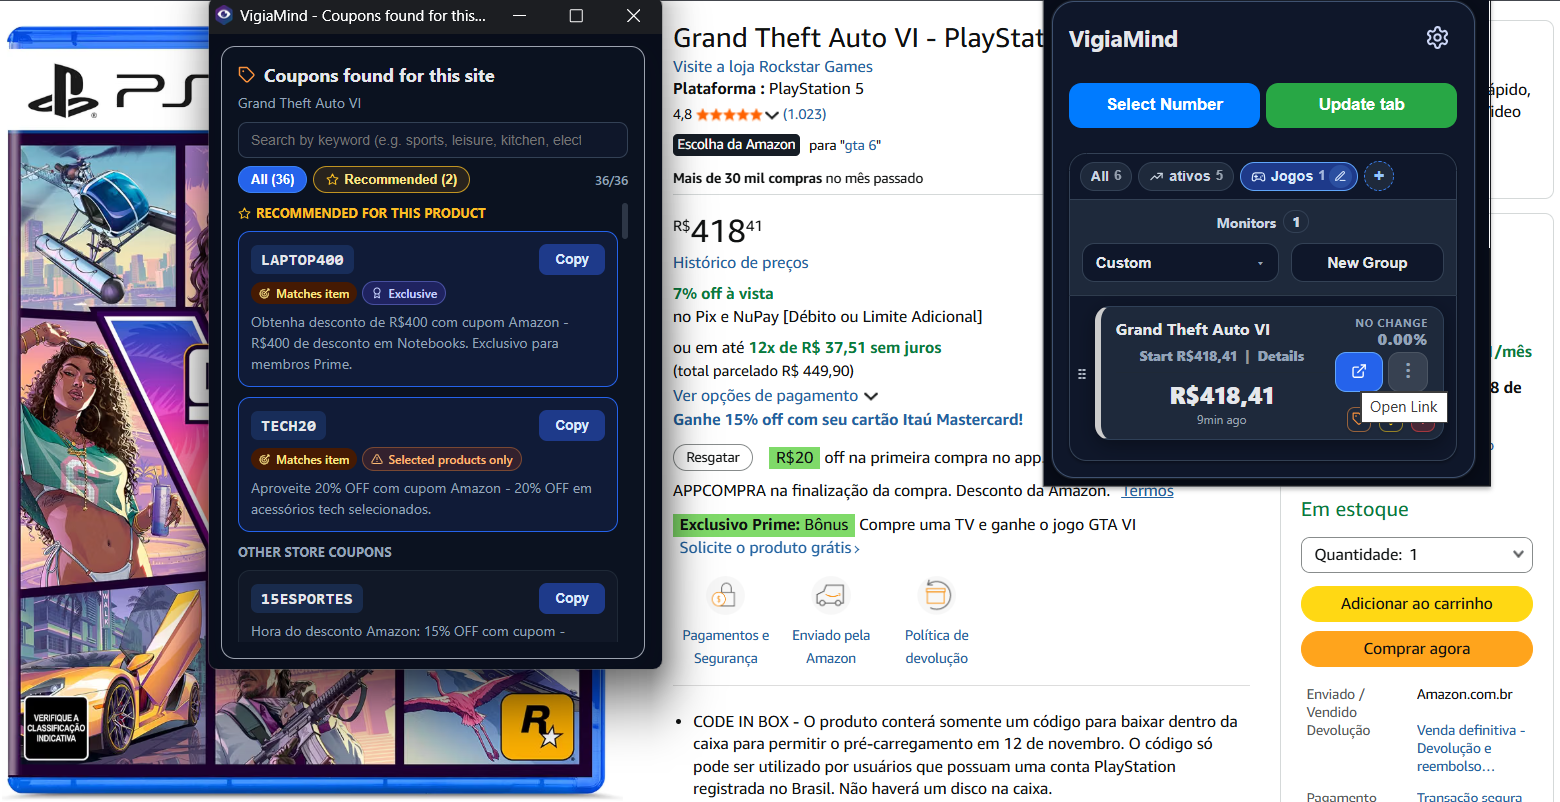 VigiaMind - Coupons found for this...
Coupons found for this site
Grand Theft Auto VI
Search by keyword (e.g. sports, leisure, kitchen, elect
All (36)
Recommended (2)
36/36
RECOMMENDED FOR THIS PRODUCT
LAPTOP400
Copy
Matches item
Exclusive
Obtenha desconto de R$400 com cupom Amazon -
R$400 de desconto em Notebooks. Exclusivo para
membros Prime.
TECH20
Copy
Matches item
Selected products only
Aproveite 20% OFF com cupom Amazon - 20% OFF em
acessórios tech selecionados.
OTHER STORE COUPONS
15ESPORTES
Copy
Hora do desconto Amazon: 15% OFF com cupom -
PS
VERIFIQUE A
CLASSIFICAÇÃO
INDICATIVA
R
Grand Theft Auto VI - PlayStat
Visite a loja Rockstar Games
Plataforma : PlayStation 5
4,8
(1.023)
Escolha da Amazon para "gta 6"
Mais de 30 mil compras no mês passado
R$418 41
Histórico de preços
7% off à vista
no Pix e NuPay [Débito ou Limite Adicional]
ou em até 12x de R$ 37,51 sem juros
(total parcelado R$ 449,90)
Ver opções de pagamento
Ganhe 15% off com seu cartão Itaú Mastercard!
Resgatar
R$20 off na primeira compra no app.
APPCOMPRA na finalização da compra. Desconto da Amazon. Termos
Exclusivo Prime: Bônus Compre uma TV e ganhe o jogo GTA VI
Solicite o produto grátis ›
Pagamentos e
Segurança
Enviado pela
Amazon
Política de
devolução
• CODE IN BOX - O produto conterá somente um código para baixar dentro da
caixa para permitir o pré-carregamento em 12 de novembro. O código só
pode ser utilizado por usuários que possuam uma conta PlayStation
registrada no Brasil. Não haverá um disco na caixa.
VigiaMind
Select Number
Update tab
All 6
ativos 5
Jogos 1
+
Monitors 1
Custom
New Group
Grand Theft Auto VI
NO CHANGE
0.00%
Start R$418,41 | Details
R$418,41
9min ago
Open Link
ápido,
ideo
/mês
8 de
Em estoque
Quantidade: 1
Adicionar ao carrinho
Comprar agora
Enviado /
Vendido
Amazon.com.br
Devolução
Venda definitiva -
Devolução e
reembolso...
Pagamento
Transação segura